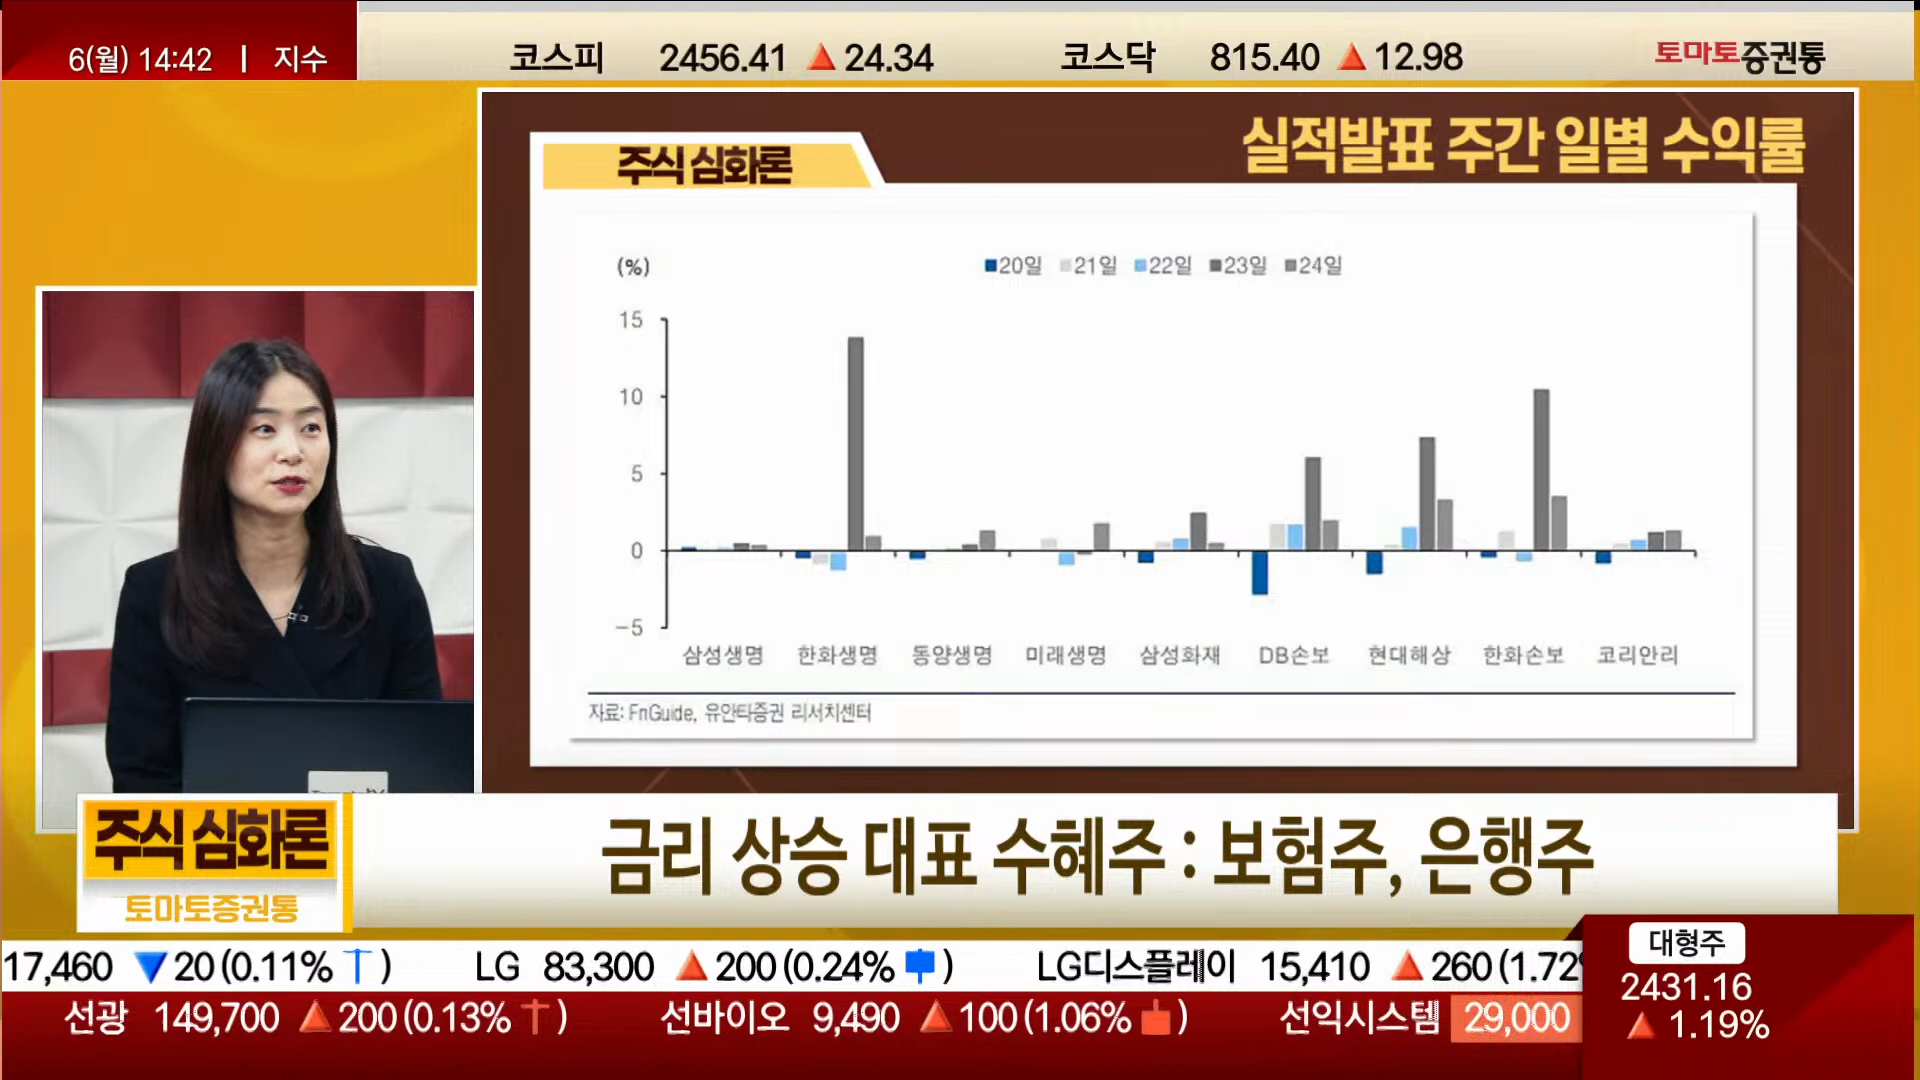 6(월) 14:42 | 지수
코스피 2456.41 ▲ 24.34
코스닥 815.40 ▲ 12.98
토마토증권통
실적발표 주간 일별 수익률
주식 심화론
(%)
20일 21일 22일 23일 24일
15
10
5
0
-5
삼성생명 한화생명 동양생명 미래생명 삼성화재 DB손보 현대해상 한화손보 코리안리
자료: FnGuide, 유안타증권 리서치센터
주식 심화론
토마토증권통
금리 상승 대표 수혜주 : 보험주, 은행주
17,460 ▼20(0.11% ) LG 83,300 ▲200(0.24% ) LG디스플레이 15,410 ▲260(1.72%
선광 149,700 ▲200(0.13% ) 선바이오 9,490 ▲100(1.06% ) 선익시스템 29,000
대형주
2431.16
▲ 1.19%